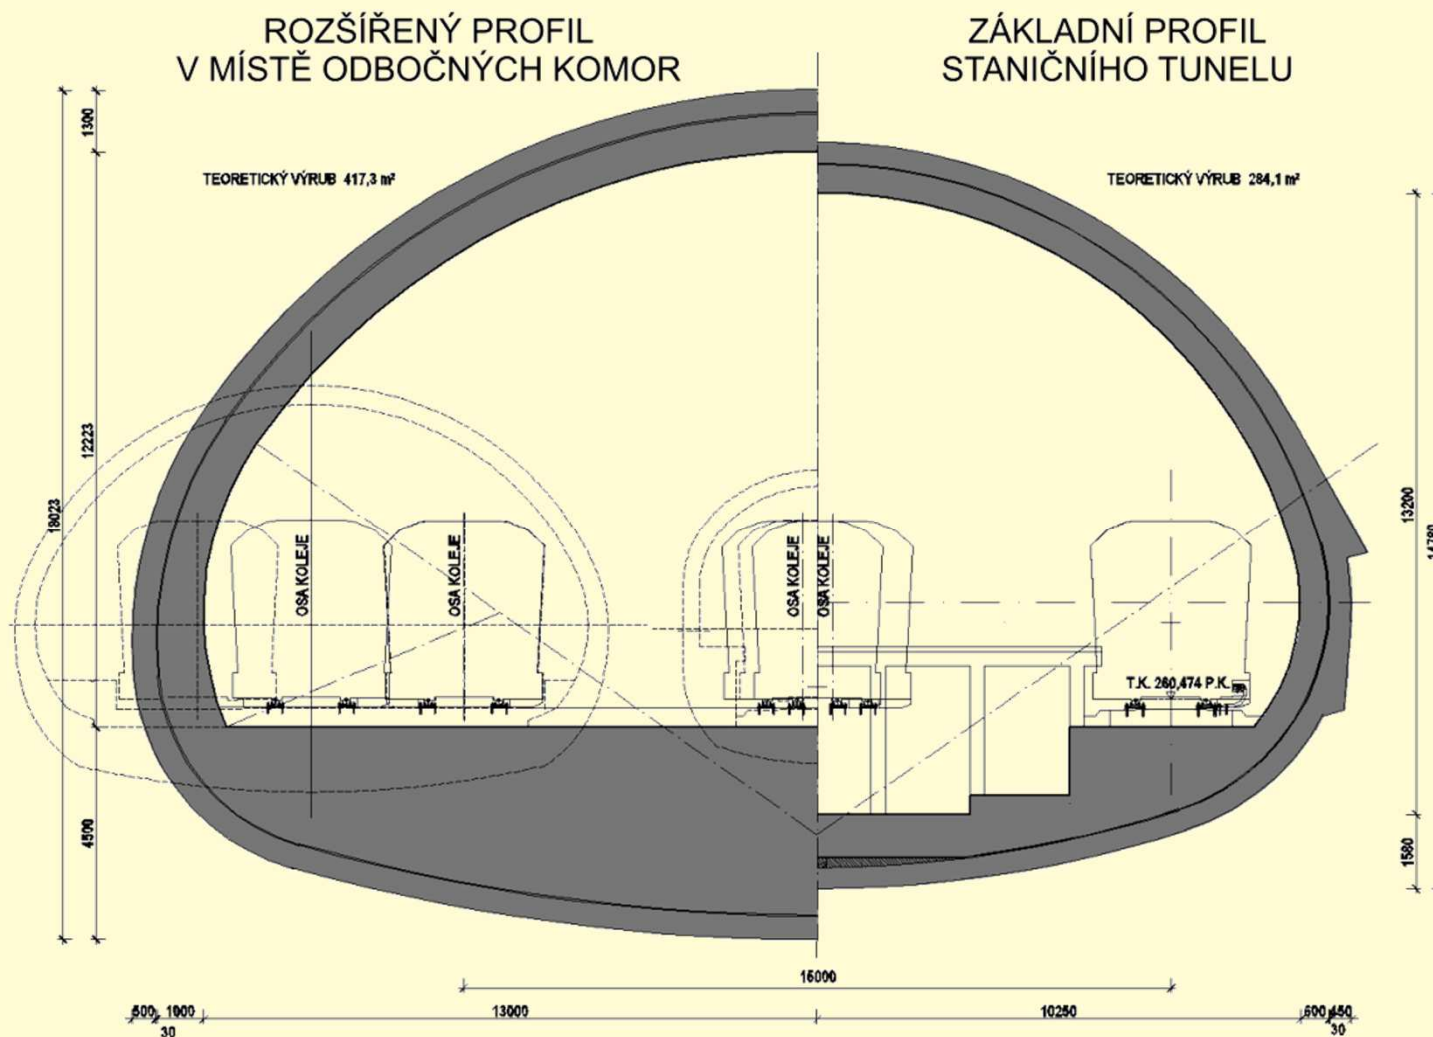 ROZŠÍŘENÝ PROFIL
V MÍSTĚ ODBOČNÝCH KOMOR
ZÁKLADNÍ PROFIL
STANIČNÍHO TUNELU
1300
TEORETICKÝ VÝRUB 417,3 m²
TEORETICKÝ VÝRUB 284,1 m²
12223
18023
13200
OSA KOLEJE
OSA KOLEJE
OSA KOLEJE
OSA KOLEJE
T.K. 260,474 P.K.
4500
1580
15000
500
1000
13000
10250
600
450
30
30